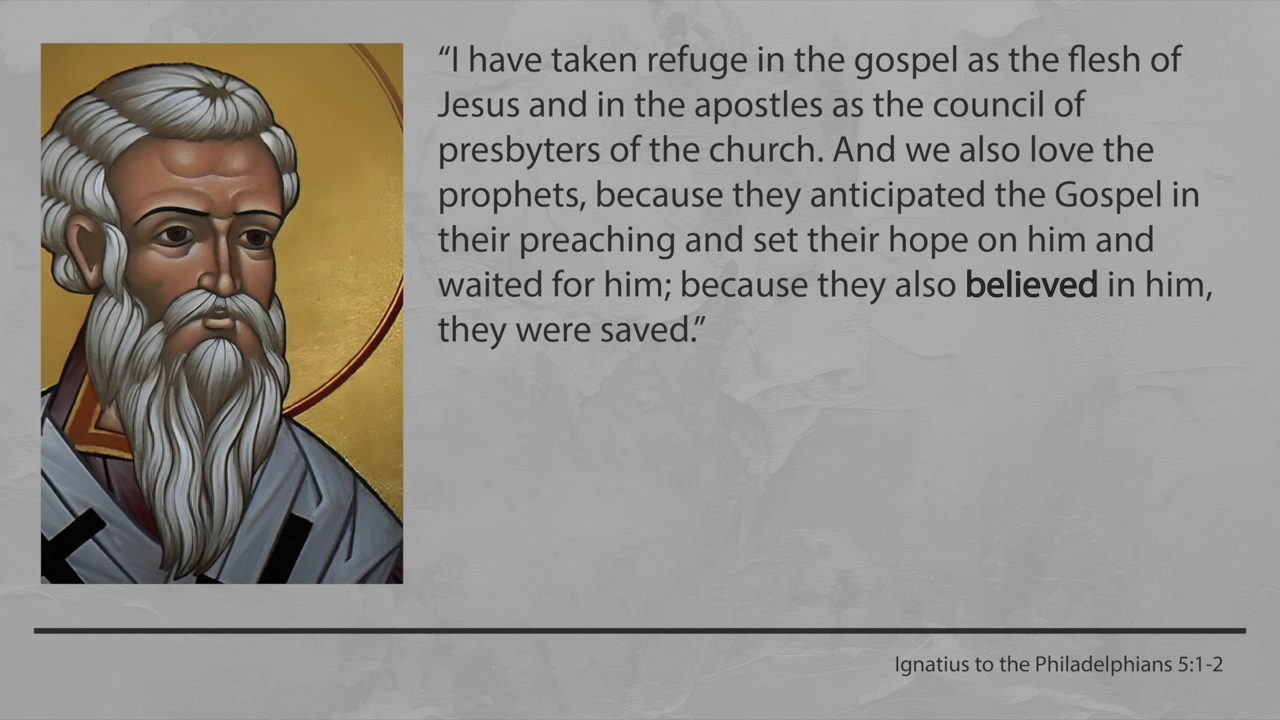 “I have taken refuge in the gospel as the flesh of
Jesus and in the apostles as the council of
presbyters of the church. And we also love the
prophets, because they anticipated the Gospel in
their preaching and set their hope on him and
waited for him; because they also believed in him,
they were saved.”
Ignatius to the Philadelphians 5:1-2